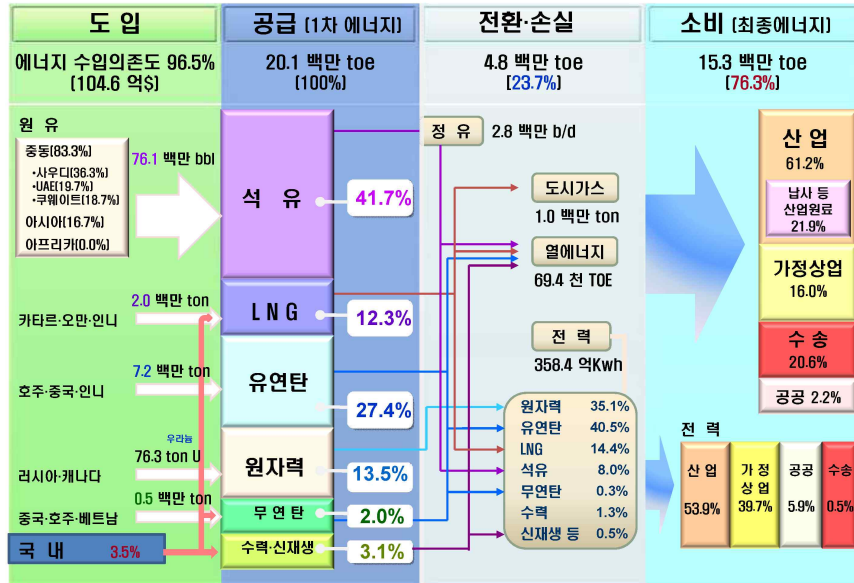 도 입
에너지 수입의존도 96.5%
(104.6 억$)
원 유
중동(83.3%)
•사우디(36.3%)
•UAE(19.7%)
•쿠웨이트(18.7%)
아시아(16.7%)
아프리카(0.0%)
76.1 백만 bbl
카타르·오만·인니
2.0 백만 ton
호주·중국·인니
7.2 백만 ton
러시아·캐나다
우라늄
76.3 ton U
중국·호주·베트남
0.5 백만 ton
국 내 3.5%
공급 (1차 에너지)
20.1 백만 toe
(100%)
석 유
41.7%
L N G
12.3%
유연탄
27.4%
원자력
13.5%
무 연 탄
2.0%
수력·신재생
3.1%
전환·손실
4.8 백만 toe
[23.7%]
정 유 2.8 백만 b/d
도시가스
1.0 백만 ton
열에너지
69.4 천 TOE
전 력
358.4 억Kwh
원자력 35.1%
유연탄 40.5%
LNG 14.4%
석유 8.0%
무연탄 0.3%
수력 1.3%
신재생 등 0.5%
소비 (최종에너지)
15.3 백만 toe
(76.3%)
산 업
61.2%
납사 등
산업원료
21.9%
가정상업
16.0%
수 송
20.6%
공공 2.2%
전 력
산 업
53.9%
가 정
상 업
39.7%
공공
5.9%
수송
0.5%